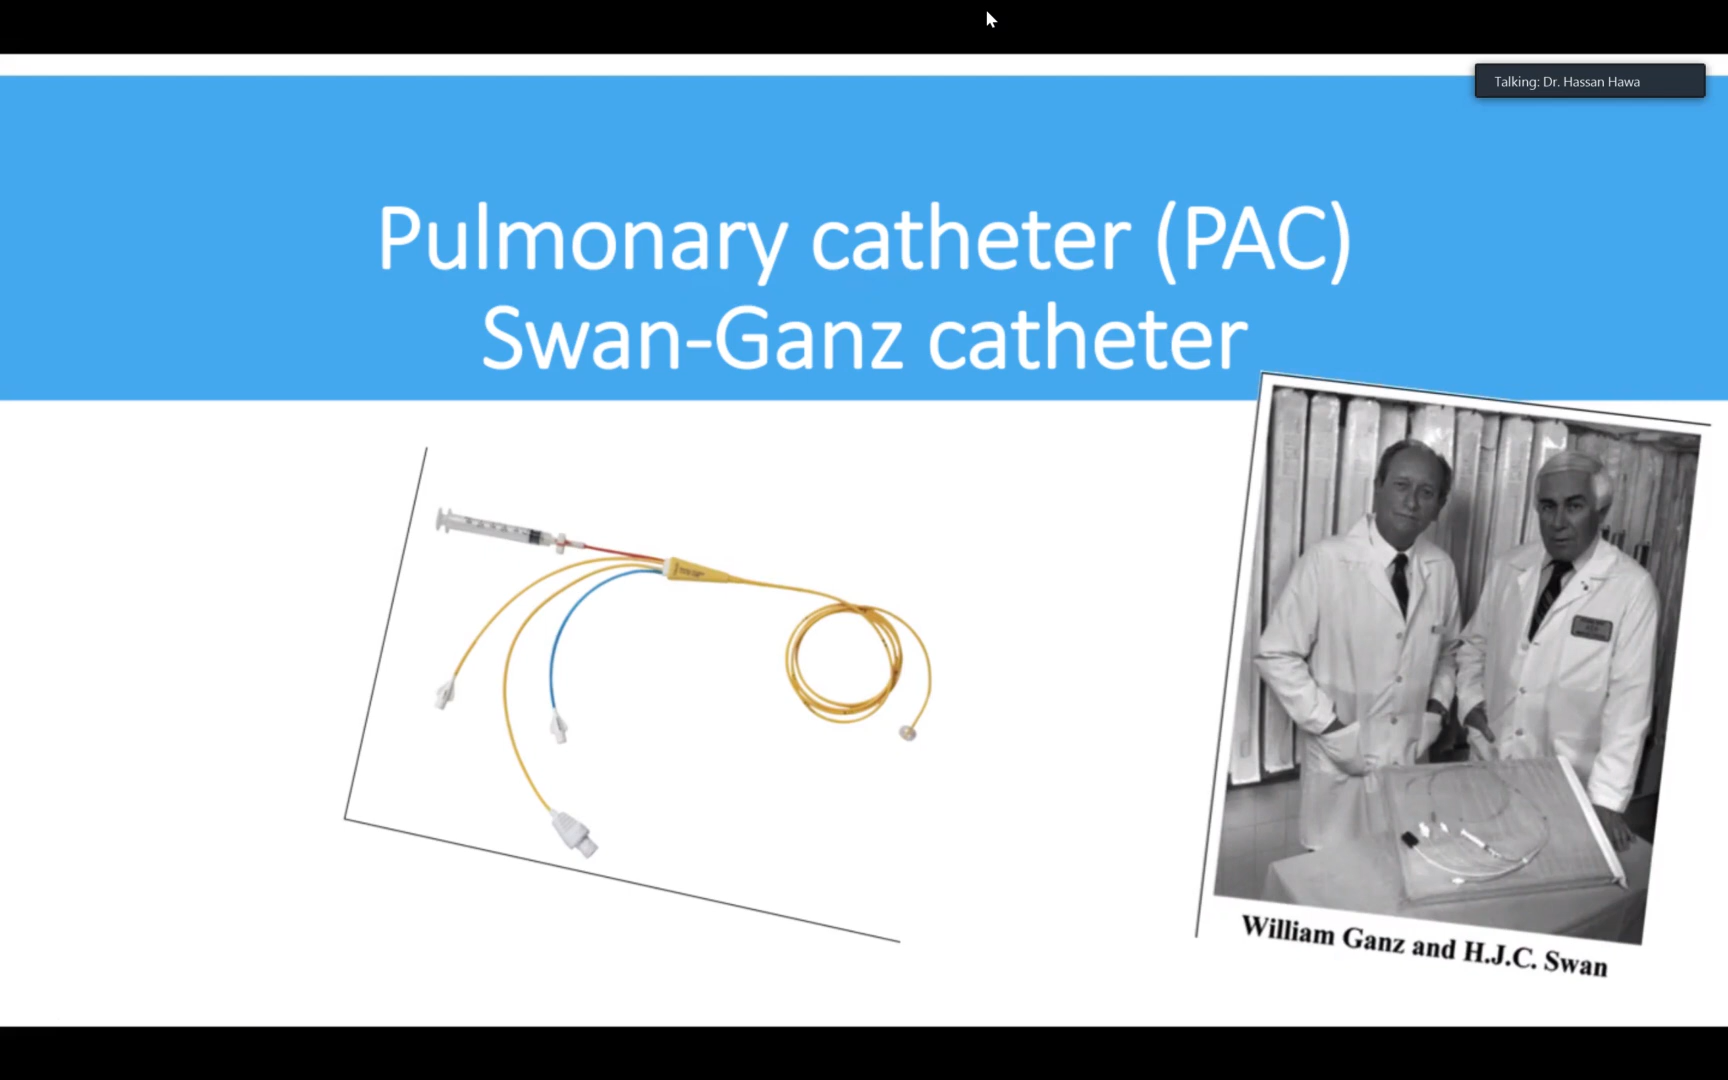 Talking: Dr. Hassan Hawa
Pulmonary catheter (PAC)
Swan-Ganz catheter
William Ganz and H.J.C. Swan